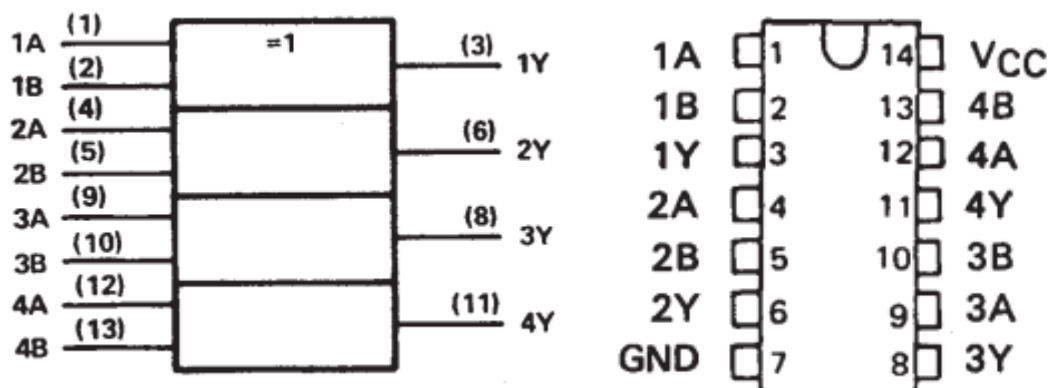 1A (1) =1 (3) 1Y
1B (2)
2A (4) (6) 2Y
2B (5)
3A (9) (8) 3Y
3B (10)
4A (12) (11) 4Y
4B (13)
1A 1 14 VCC
1B 2 13 4B
1Y 3 12 4A
2A 4 11 4Y
2B 5 10 3B
2Y 6 9 3A
GND 7 8 3Y